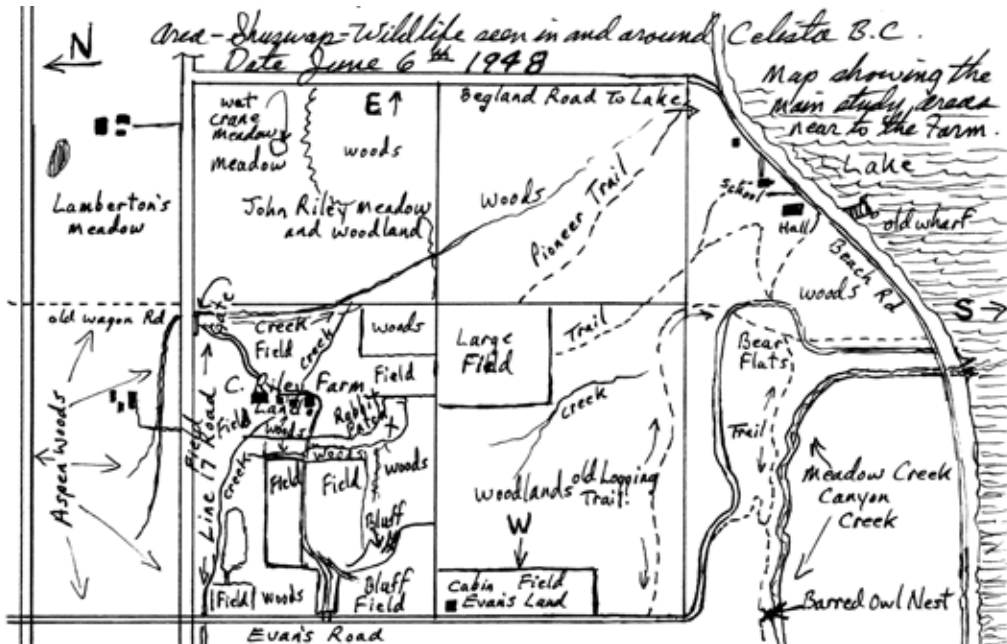 area - Shuswap = Wildlife seen in and around Celista B.C.
Date June 6th 1948
N
Map showing the
main study areas
near to the Farm.
Begland Road To Lake
wet
crane
meadow
meadow
E
woods
Lamberton's
meadow
John Riley meadow
and woodland
woods
Pioneer Trail
School
Hall
Lake
old wharf
Beach Rd
woods
S
old wagon Rd
Gate
Creek
Field
creek
woods
Field
Large
Field
Trail
Bear
Flats
C. Riley Farm
Land
Rabbit
Patch
Field
woods
woods
X
woods
creek
Field
Field
Line 17 Road
Field
Aspen Woods
creek
Trail
Bluff
Woodlands
old Logging
Trail
W
Meadow Creek
Canyon
Creek
Field
woods
Bluff
Field
Cabin Field
Evan's Land
Barred Owl Nest
Evan's Road